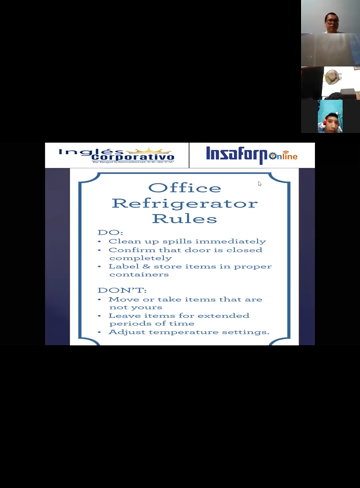 Inglés Corporativo
Insaforp Online
Office
Refrigerator
Rules
DO:
• Clean up spills immediately
• Confirm that door is closed
completely
• Label & store items in proper
containers
DON'T:
• Move or take items that are
not yours
• Leave items for extended
periods of time
• Adjust temperature settings.